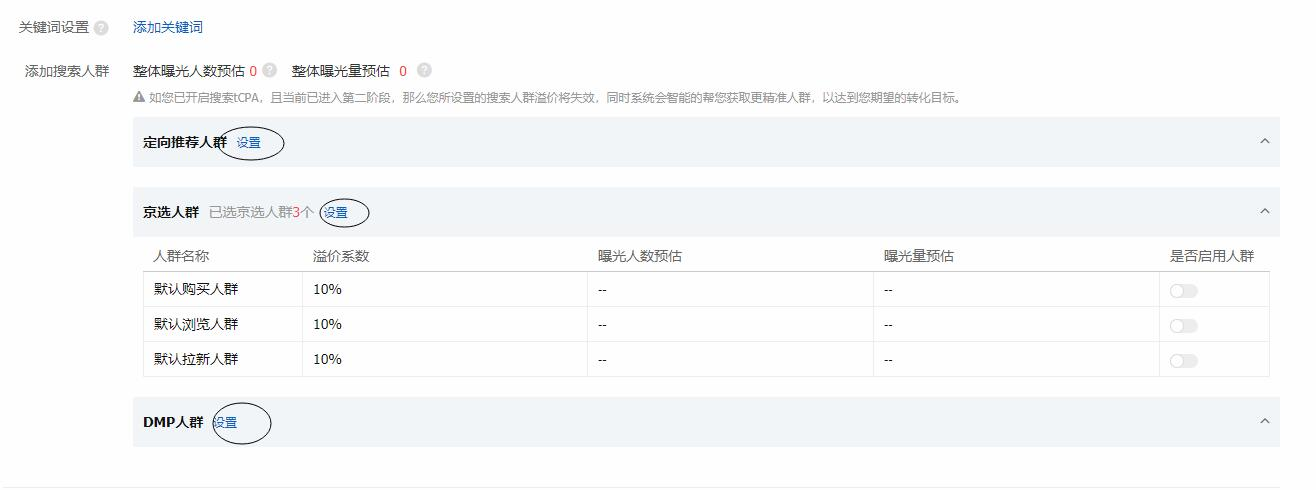 关键词设置 ? 添加关键词
添加搜索人群 整体曝光人数预估 0 ? 整体曝光量预估 0 ?
如您已开启搜索tCPA，且当前已进入第二阶段，那么您所设置的搜索人群溢价将失效，同时系统会智能的帮您获取更精准人群，以达到您期望的转化目标。
定向推荐人群 设置
京选人群 已选京选人群3个 设置
人群名称 溢价系数 曝光人数预估 曝光量预估 是否启用人群
默认购买人群 10% -- --
默认浏览人群 10% -- --
默认拉新人群 10% -- --
DMP人群 设置